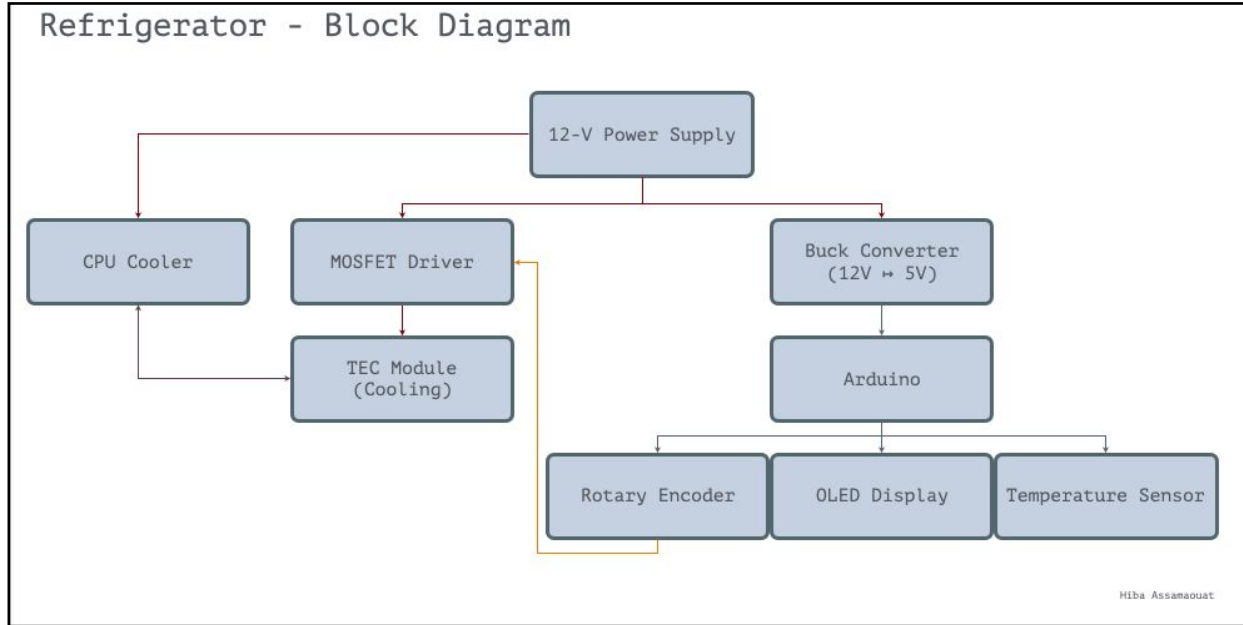 Refrigerator - Block Diagram
12-V Power Supply
CPU Cooler
MOSFET Driver
Buck Converter
(12V ↦ 5V)
TEC Module
(Cooling)
Arduino
Rotary Encoder
OLED Display
Temperature Sensor
Hiba Assamaouat